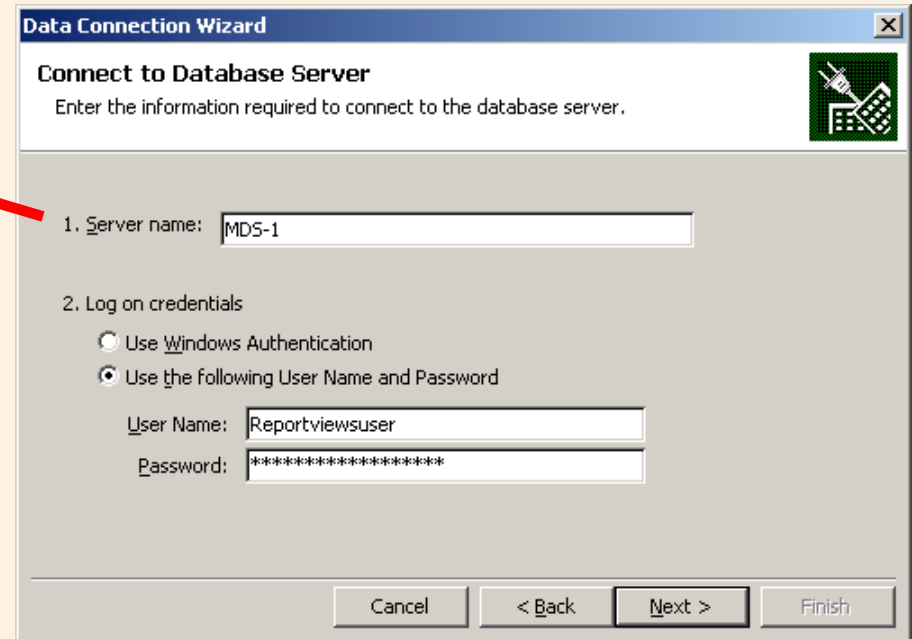 Data Connection Wizard
Connect to Database Server
Enter the information required to connect to the database server.
1. Server name: MDS-1
2. Log on credentials
Use Windows Authentication
Use the following User Name and Password
User Name: Reportviewsuser
Password: ******************
Cancel < Back Next > Finish